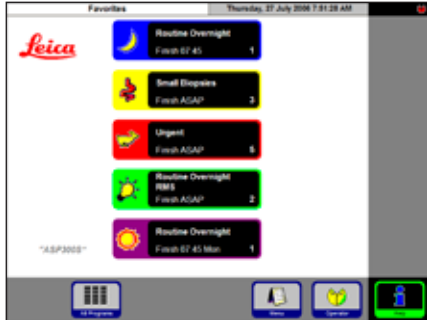 Favorites
Thursday, 27 July 2006 7:51:28 AM
Leica
Routine Overnight
Finish 07:45
1
Small Biopsies
Finish ASAP
3
Urgent
Finish ASAP
5
Routine Overnight
RMS
Finish ASAP
2
Routine Overnight
Finish 07:45 Mon
1
"ASP300S"
All Programs
Menu
Operator
Help